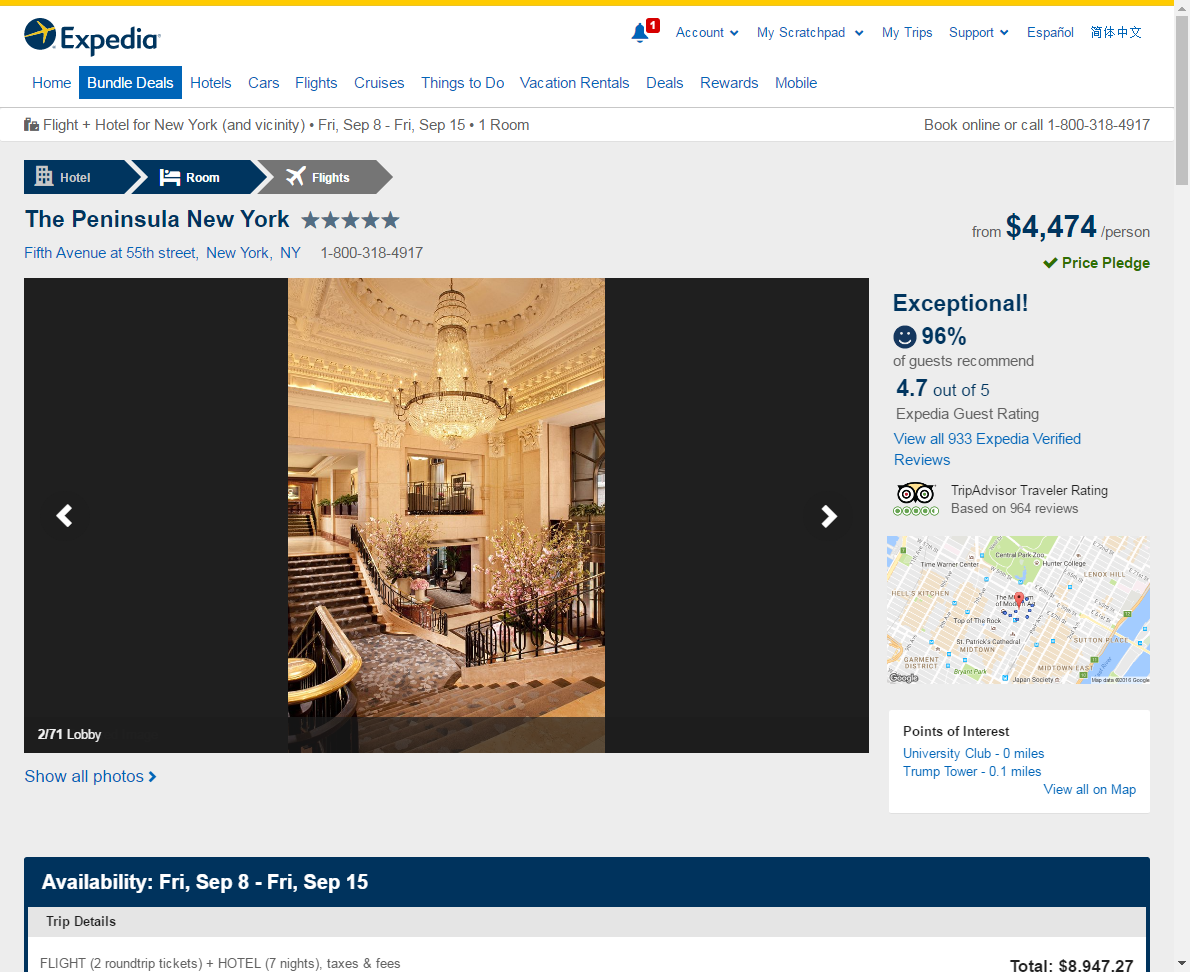 Expedia
1
Account
My Scratchpad
My Trips
Support
Español
简体中文
Home
Bundle Deals
Hotels
Cars
Flights
Cruises
Things to Do
Vacation Rentals
Deals
Rewards
Mobile
Flight + Hotel for New York (and vicinity) • Fri, Sep 8 - Fri, Sep 15 • 1 Room
Book online or call 1-800-318-4917
Hotel
Room
Flights
The Peninsula New York
from $4,474 /person
Fifth Avenue at 55th street, New York, NY 1-800-318-4917
Price Pledge
Exceptional!
96%
of guests recommend
4.7 out of 5
Expedia Guest Rating
View all 933 Expedia Verified
Reviews
TripAdvisor Traveler Rating
Based on 964 reviews
Central Park Zoo
Time Warner Center
Hunter College
LENOX HILL
HELL'S KITCHEN
Top of The Rock
St. Patrick's Cathedral
MIDTOWN
SUTTON PLACE
GARMENT
DISTRICT
Bryant Park
MIDTOWN EAST
Japan Society
Google
Map data ©2016 Google
2/71 Lobby
Show all photos
Points of Interest
University Club - 0 miles
Trump Tower - 0.1 miles
View all on Map
Availability: Fri, Sep 8 - Fri, Sep 15
Trip Details
FLIGHT (2 roundtrip tickets) + HOTEL (7 nights), taxes & fees
Total: $8,947.27